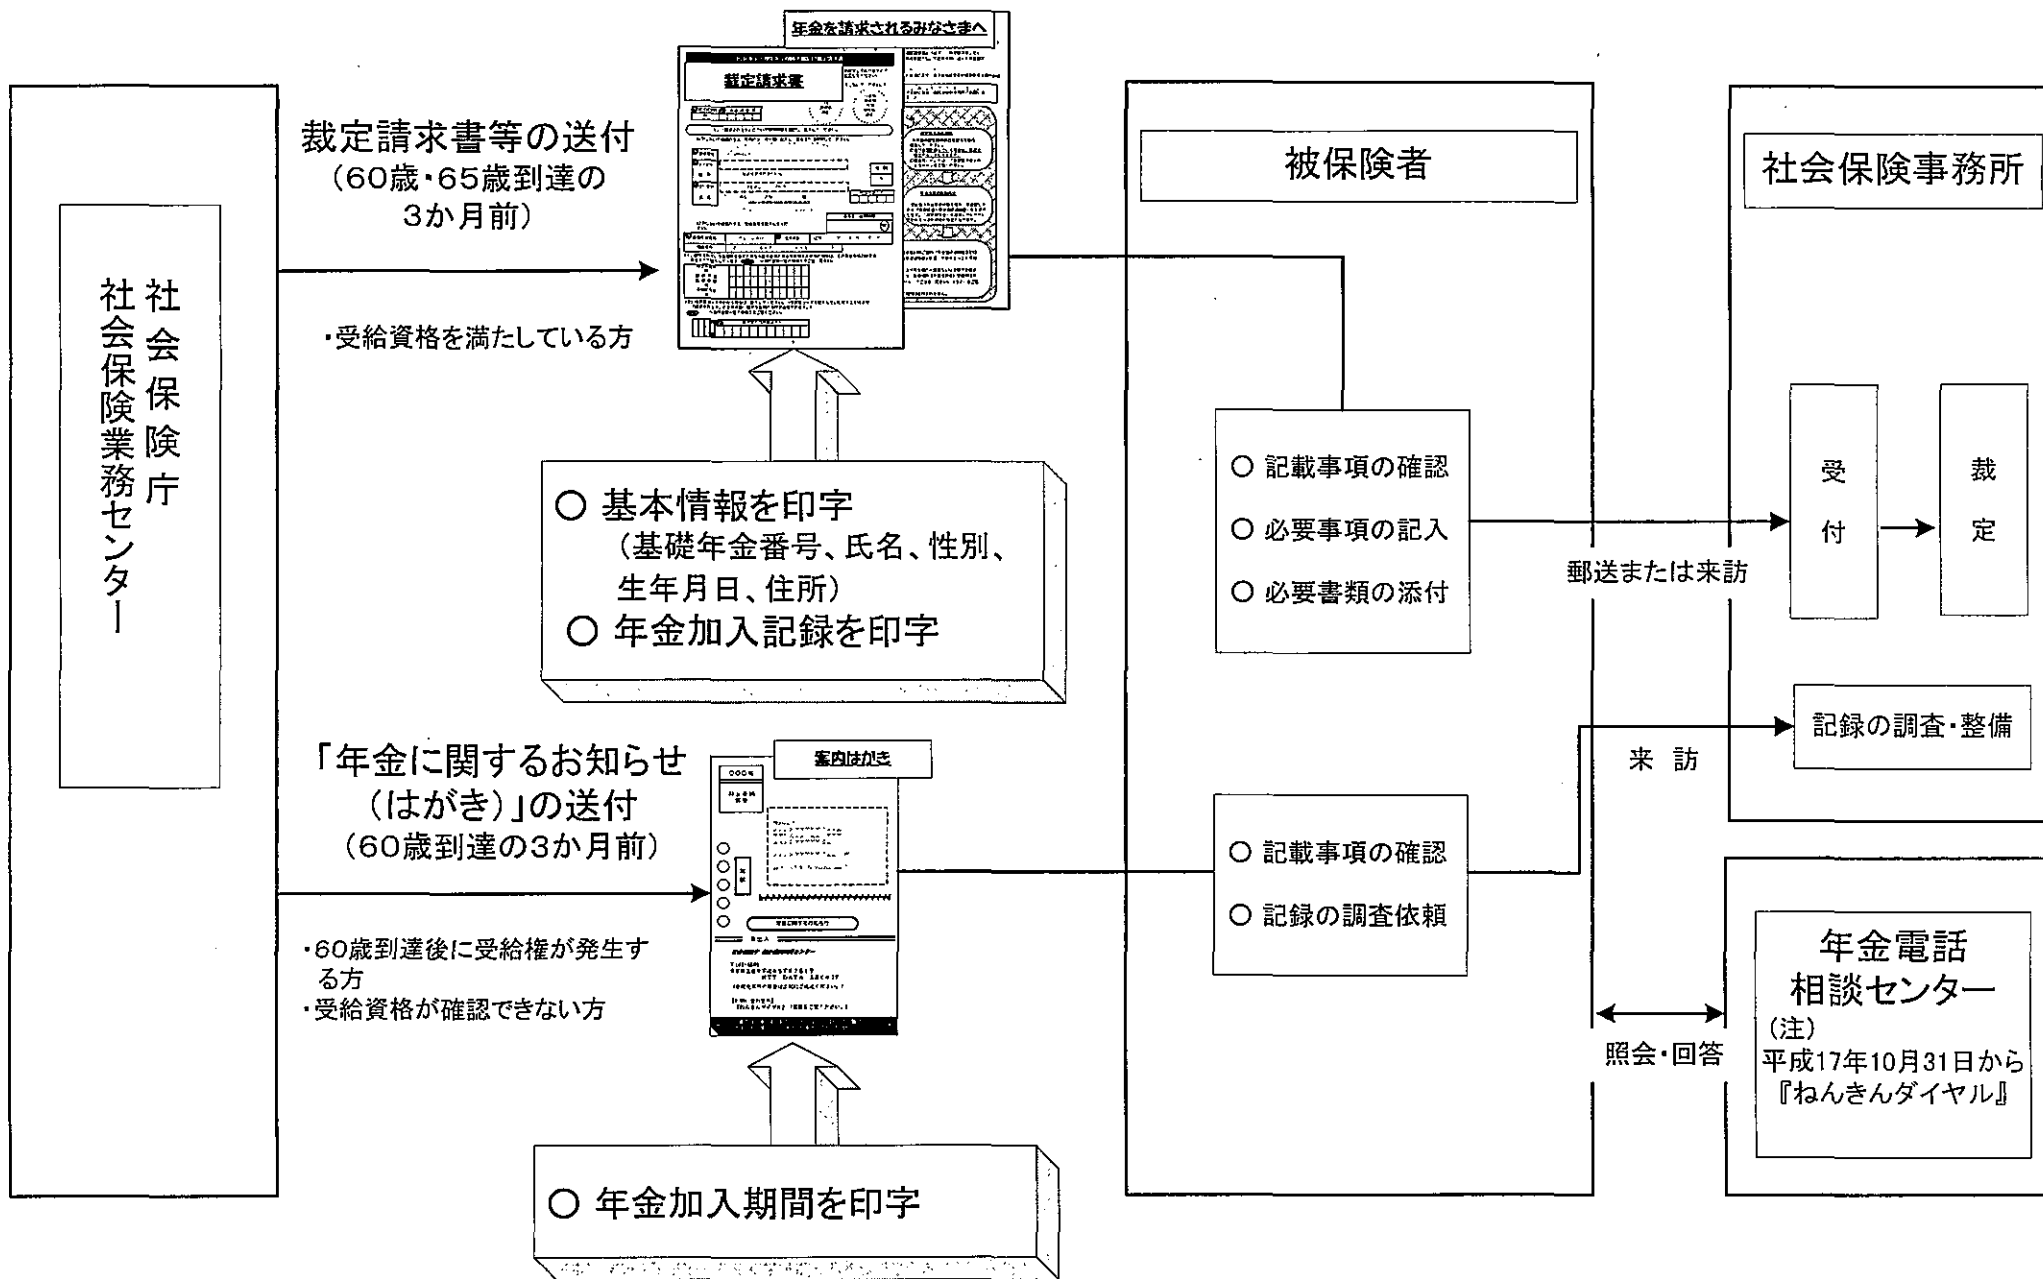 社会保険庁
社会保険業務センター
裁定請求書等の送付
(60歳・65歳到達の
3か月前)
・受給資格を満たしている方
年金を請求されるみなさまへ
裁定請求書
○ 基本情報を印字
(基礎年金番号、氏名、性別、
生年月日、住所)
○ 年金加入記録を印字
「年金に関するお知らせ
(はがき)」の送付
(60歳到達の3か月前)
・60歳到達後に受給権が発生す
る方
・受給資格が確認できない方
案内はがき
○ 年金加入期間を印字
被保険者
○ 記載事項の確認
○ 必要事項の記入
○ 必要書類の添付
○ 記載事項の確認
○ 記録の調査依頼
郵送または来訪
来 訪
照会・回答
社会保険事務所
受付
裁定
記録の調査・整備
年金電話
相談センター
(注)
平成17年10月31日から
『ねんきんダイヤル』